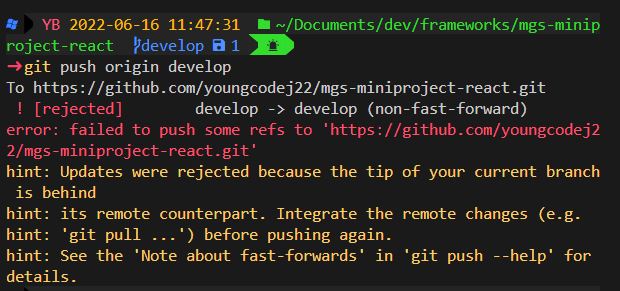 YB 2022-06-16 11:47:31 ~/Documents/dev/frameworks/mgs-minip
roject-react develop 1
→git push origin develop
To https://github.com/youngcodej22/mgs-miniproject-react.git
! [rejected] develop -> develop (non-fast-forward)
error: failed to push some refs to 'https://github.com/youngcodej2
2/mgs-miniproject-react.git'
hint: Updates were rejected because the tip of your current branch
is behind
hint: its remote counterpart. Integrate the remote changes (e.g.
hint: 'git pull ...') before pushing again.
hint: See the 'Note about fast-forwards' in 'git push --help' for
details.